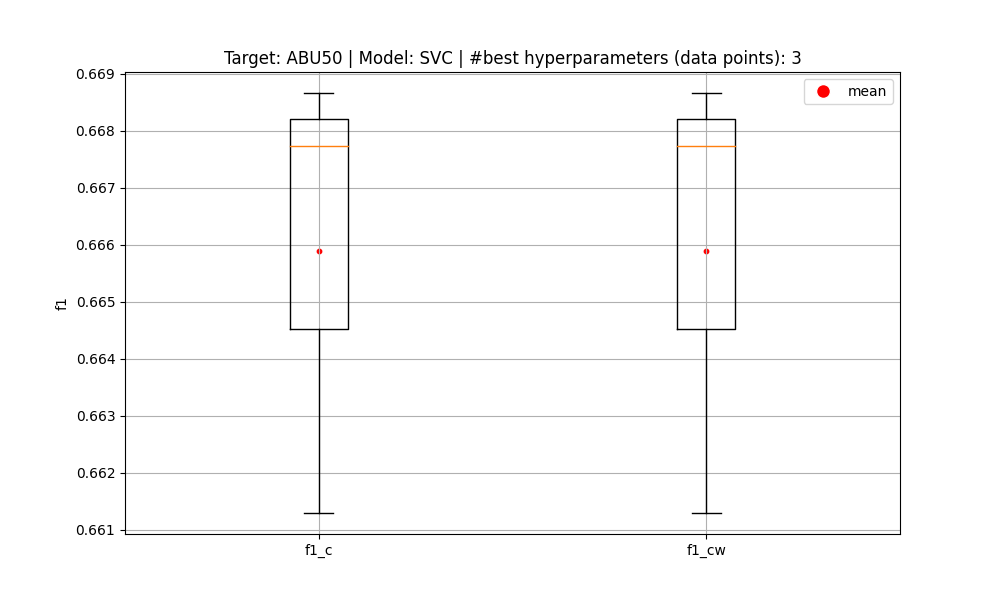 Target: ABU50 | Model: SVC | #best hyperparameters (data points): 3
mean
f1
0.669
0.668
0.667
0.666
0.665
0.664
0.663
0.662
0.661
f1_c
f1_cw